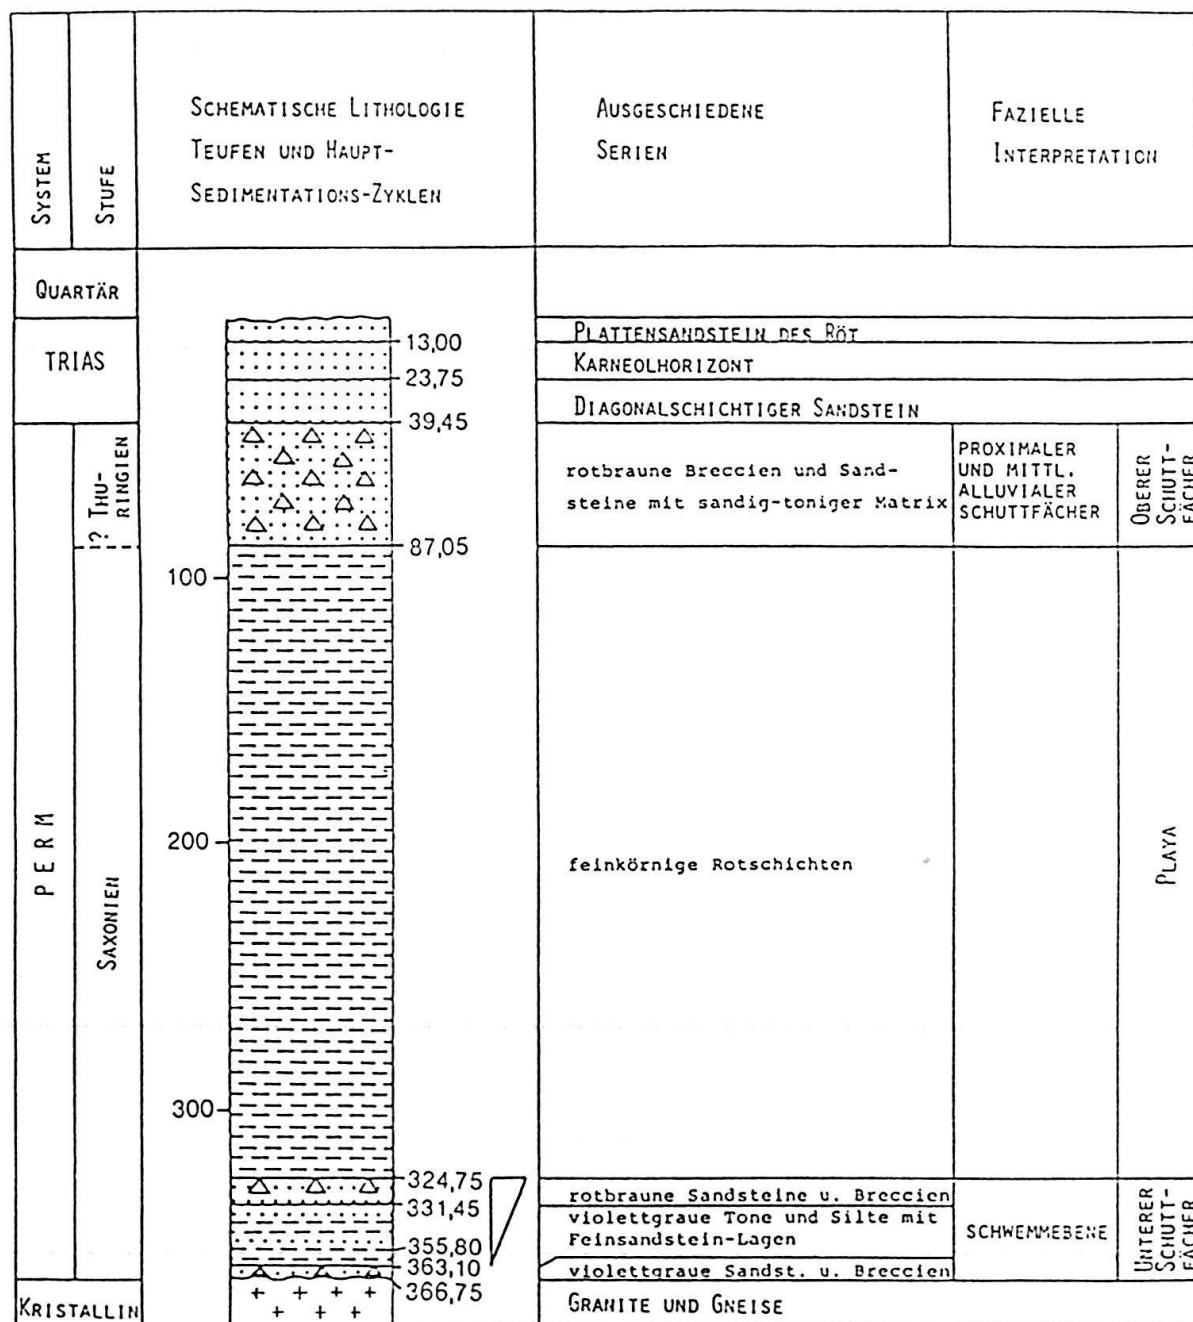 SYSTEM
STUFE
SCHEMATISCHE LITHOLOGIE
TEUFEN UND HAUPT-
SEDIMENTATIONS-ZYKLEN
AUSGESCHIEDENE
SERIEN
FAZIELLE
INTERPRETATION
QUARTÄR
TRIAS
13,00
23,75
39,45
PLATTENSANDSTEIN DES RÖT
KARNEOLHORIZONT
DIAGONALSCHICHTIGER SANDSTEIN
PERM
? THU-
RINGIEN
87,05
rotbraune Breccien und Sand-
steine mit sandig-toniger Matrix
PROXIMALER
UND MITTL.
ALLUVIALER
SCHUTTFÄCHER
OBERER
SCHUTT-
FÄCHER
SAXONIEN
100
200
300
feinkörnige Rotschichten
PLAYA
324,75
331,45
355,80
363,10
366,75
rotbraune Sandsteine u. Breccien
violettgraue Tone und Silte mit
Feinsandstein-Lagen
violettgraue Sandst. u. Breccien
SCHWEMMEBENE
UNTERER
SCHUTT-
FÄCHER
KRISTALLIN
GRANITE UND GNEISE